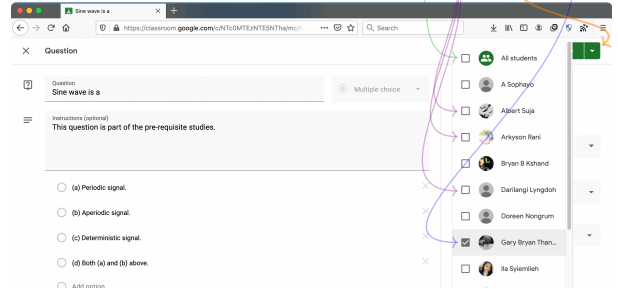 Sine wave is a
https://classroom.google.com/c/NTc0MTEzNTE5NTha/mc/
Search
Question
All students
Question
Sine wave is a
Multiple choice
A Sophayo
Albert Suja
Instructions (optional)
This question is part of the pre-requisite studies.
Arkyson Rani
Bryan B Kshand
(a) Periodic signal.
Darilangi Lyngdoh
(b) Aperiodic signal.
Doreen Nongrum
(c) Deterministic signal.
Gary Bryan Than...
(d) Both (a) and (b) above.
Ila Syiemlieh
Add option